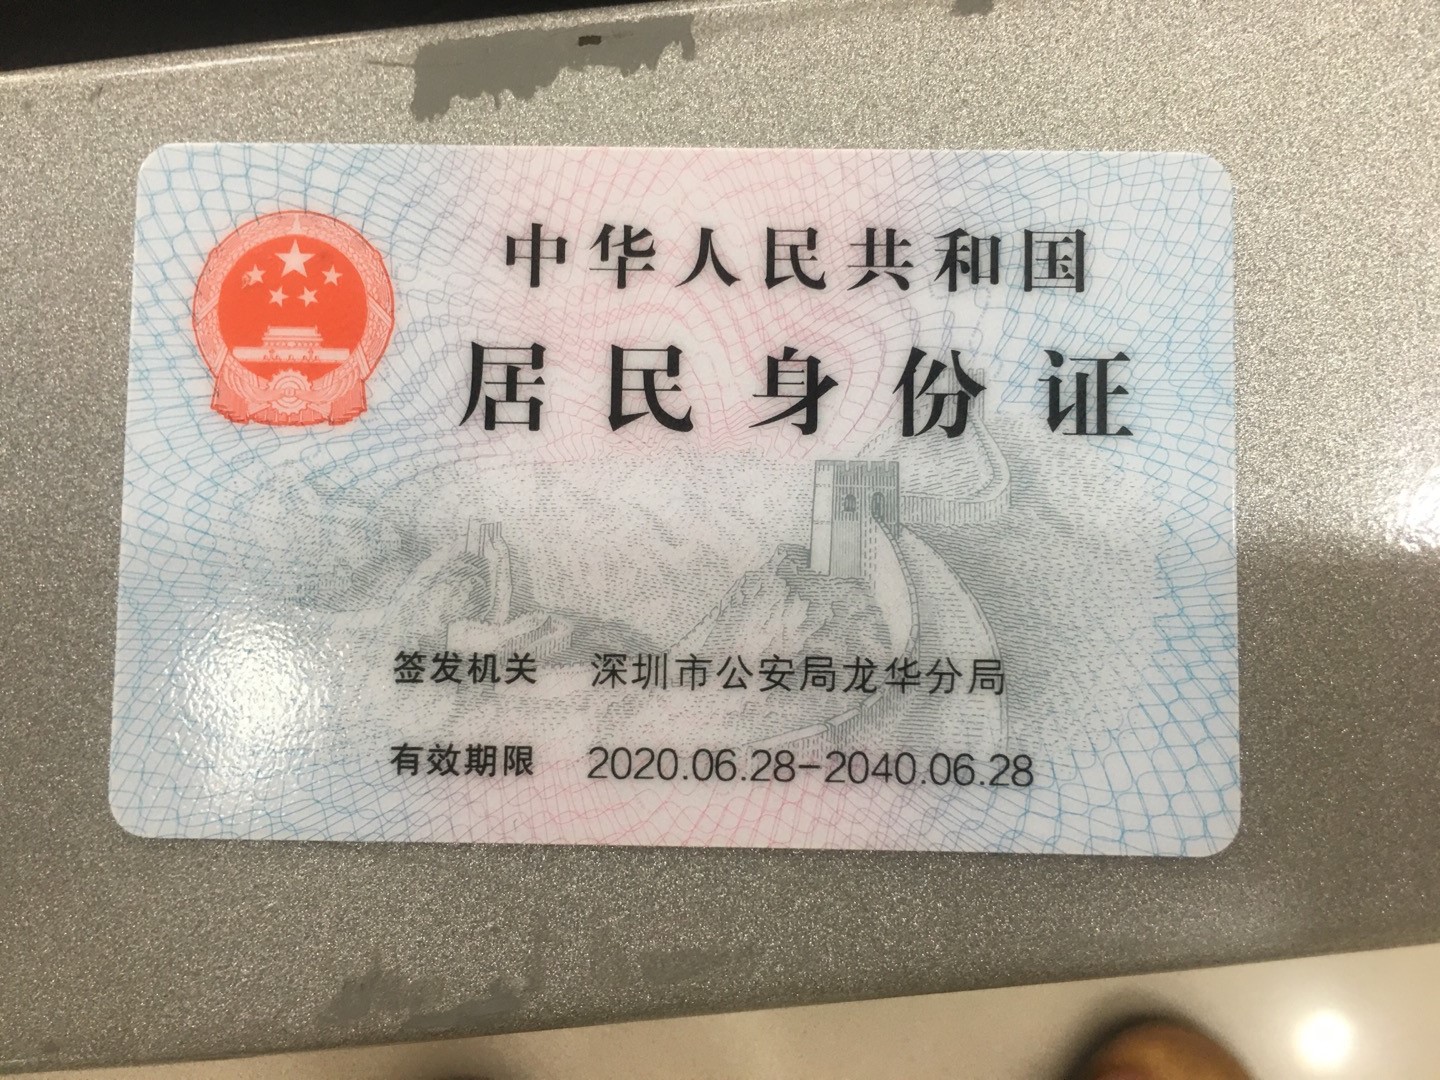 中华人民共和国
居民身份证
签发机关 深圳市公安局龙华分局
有效期限 2020.06.28-2040.06.28